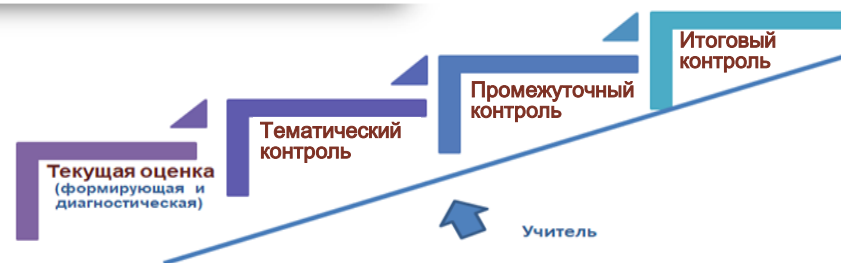 Текущая оценка
(формирующая и
диагностическая)
Тематический
контроль
Промежуточный
контроль
Итоговый
контроль
Учитель